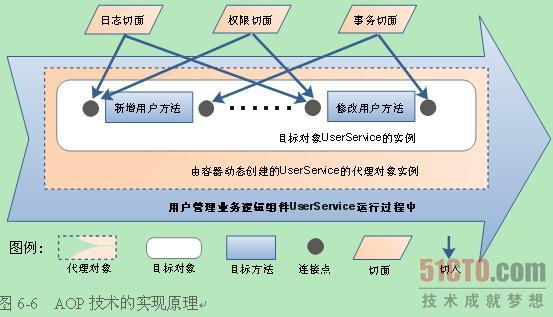 日志切面 权限切面 事务切面
新增用户方法 修改用户方法
目标对象UserService的实例
由容器动态创建的UserService的代理对象实例
用户管理业务逻辑组件UserService运行过程中
图例:
代理对象 目标对象 目标方法 连接点 切面 切入
51CTO.com
技术成就梦想
图 6-6 AOP 技术的实现原理